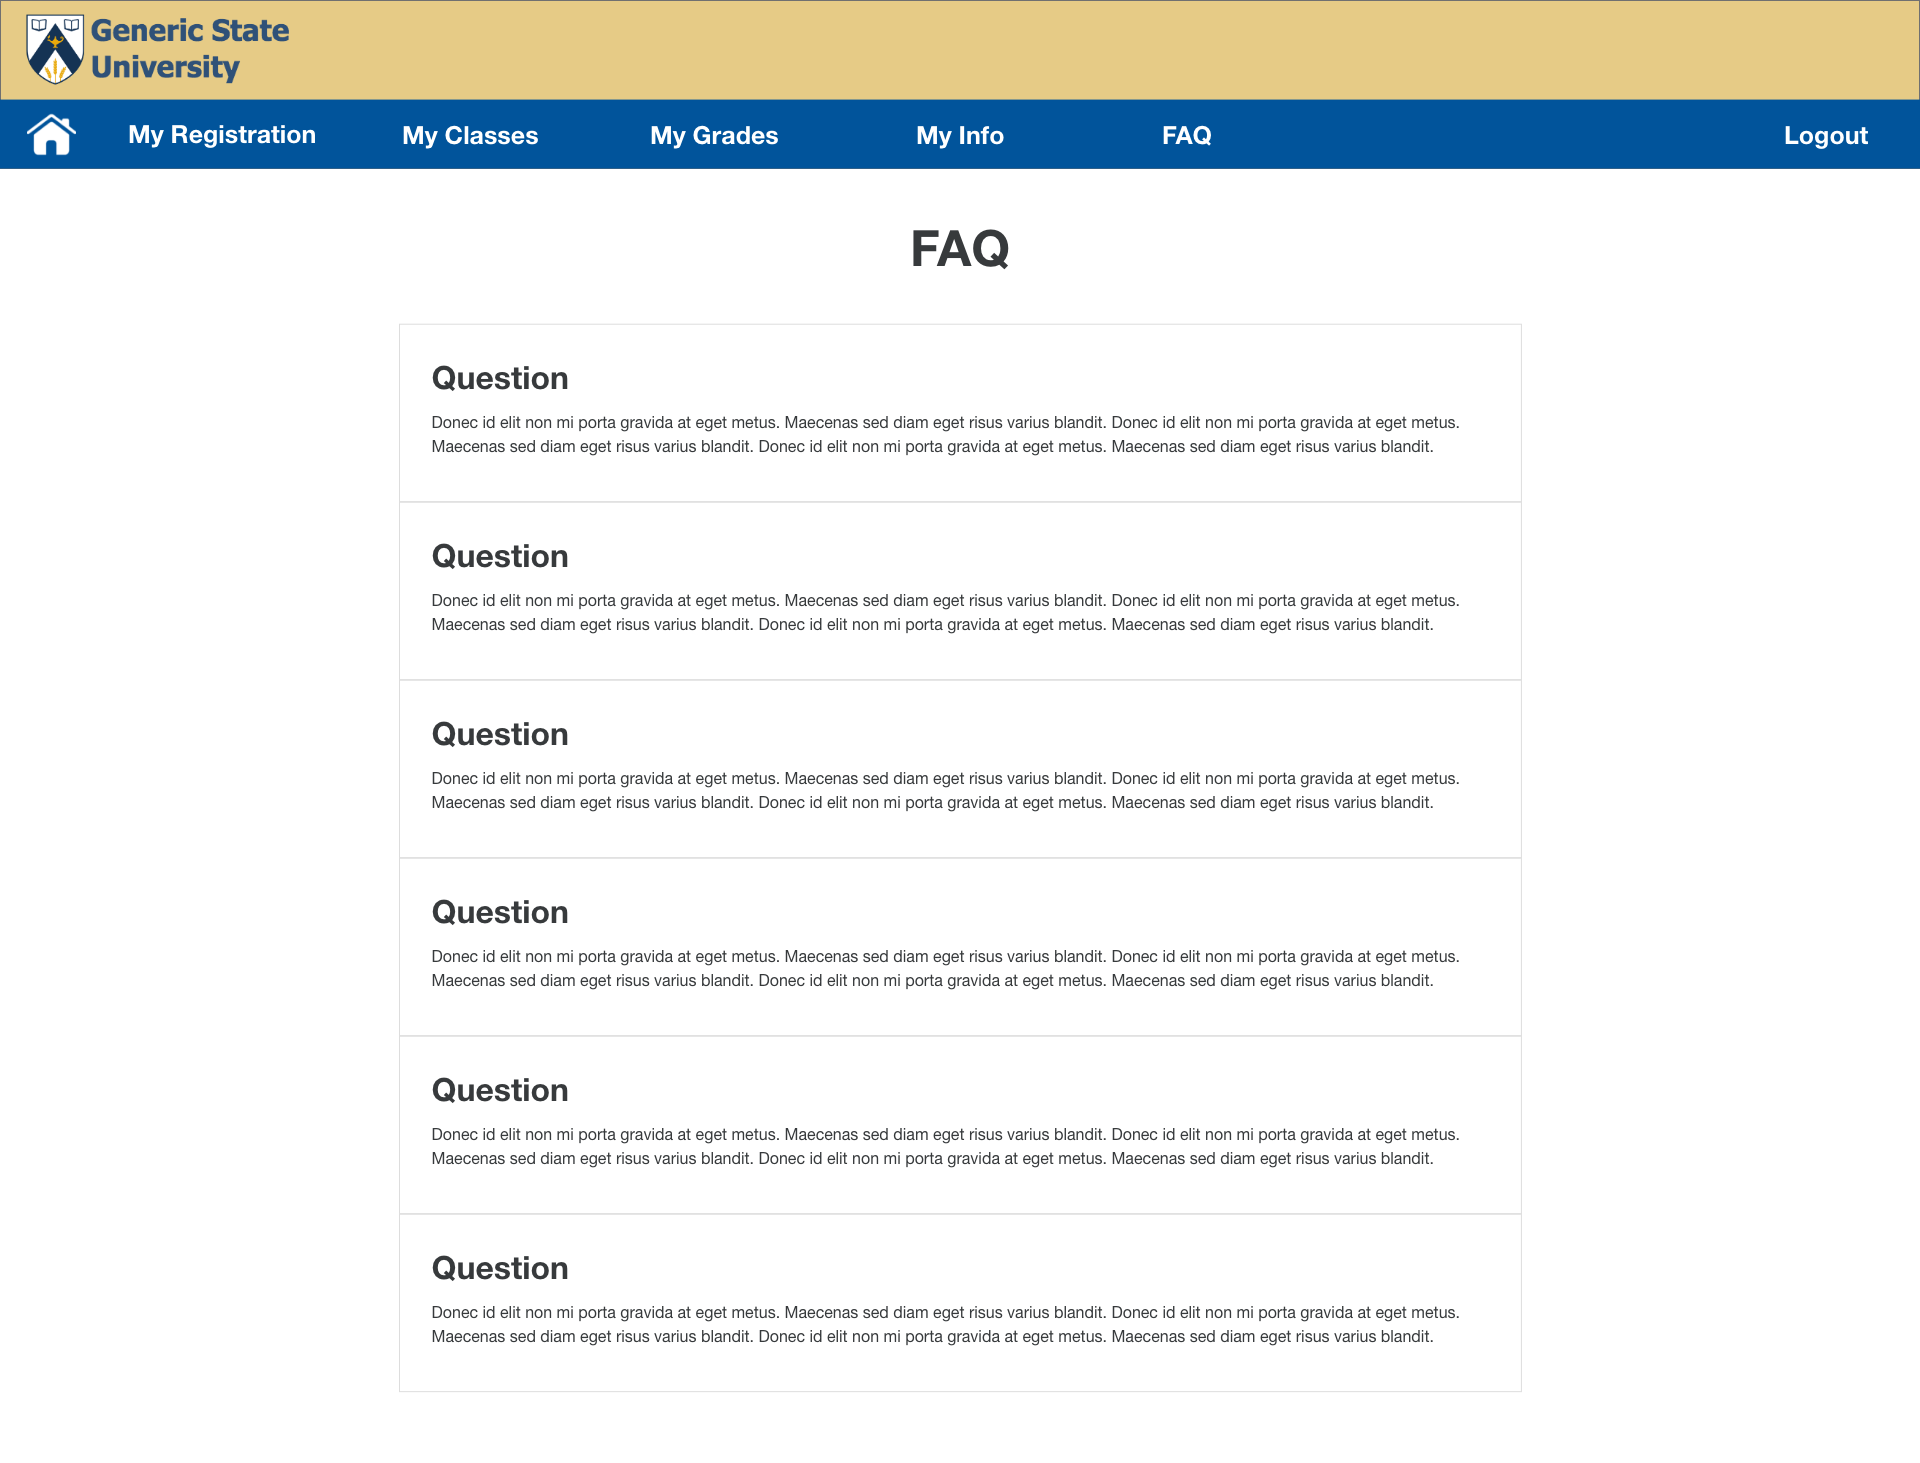 Generic State
University
My Registration
My Classes
My Grades
My Info
FAQ
Logout
FAQ
Question
Donec id elit non mi porta gravida at eget metus. Maecenas sed diam eget risus varius blandit. Donec id elit non mi porta gravida at eget metus.
Maecenas sed diam eget risus varius blandit. Donec id elit non mi porta gravida at eget metus. Maecenas sed diam eget risus varius blandit.
Question
Donec id elit non mi porta gravida at eget metus. Maecenas sed diam eget risus varius blandit. Donec id elit non mi porta gravida at eget metus.
Maecenas sed diam eget risus varius blandit. Donec id elit non mi porta gravida at eget metus. Maecenas sed diam eget risus varius blandit.
Question
Donec id elit non mi porta gravida at eget metus. Maecenas sed diam eget risus varius blandit. Donec id elit non mi porta gravida at eget metus.
Maecenas sed diam eget risus varius blandit. Donec id elit non mi porta gravida at eget metus. Maecenas sed diam eget risus varius blandit.
Question
Donec id elit non mi porta gravida at eget metus. Maecenas sed diam eget risus varius blandit. Donec id elit non mi porta gravida at eget metus.
Maecenas sed diam eget risus varius blandit. Donec id elit non mi porta gravida at eget metus. Maecenas sed diam eget risus varius blandit.
Question
Donec id elit non mi porta gravida at eget metus. Maecenas sed diam eget risus varius blandit. Donec id elit non mi porta gravida at eget metus.
Maecenas sed diam eget risus varius blandit. Donec id elit non mi porta gravida at eget metus. Maecenas sed diam eget risus varius blandit.
Question
Donec id elit non mi porta gravida at eget metus. Maecenas sed diam eget risus varius blandit. Donec id elit non mi porta gravida at eget metus.
Maecenas sed diam eget risus varius blandit. Donec id elit non mi porta gravida at eget metus. Maecenas sed diam eget risus varius blandit.